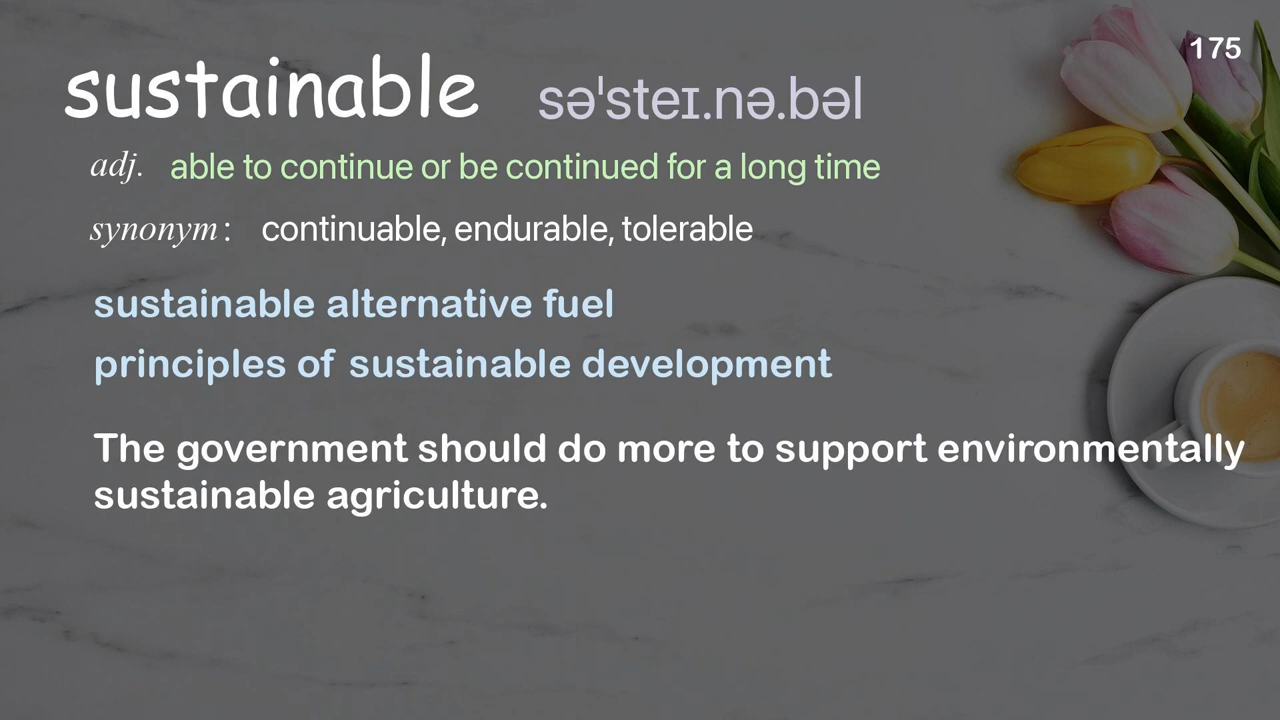 175
sustainable səˈsteɪ.nə.bəl
adj. able to continue or be continued for a long time
synonym: continuable, endurable, tolerable
sustainable alternative fuel
principles of sustainable development
The government should do more to support environmentally
sustainable agriculture.